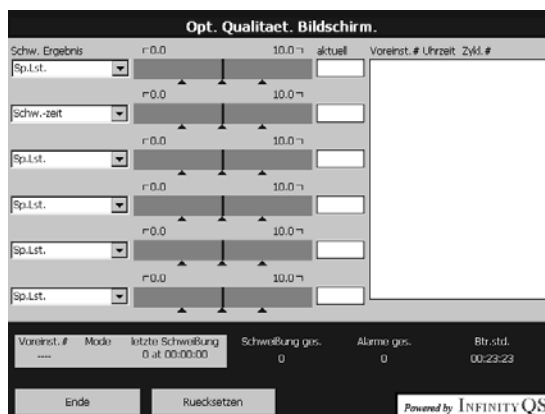 Opt. Qualitaet. Bildschirm.
Schw. Ergebnis 0.0 10.0 aktuell Voreinst. # Uhrzeit Zykl.#
Sp.Lst.
0.0 10.0
Schw.-zeit
0.0 10.0
Sp.Lst.
0.0 10.0
Sp.Lst.
0.0 10.0
Sp.Lst.
0.0 10.0
Sp.Lst.
Voreinst. # Mode letzte Schweißung Schweißung ges. Alarme ges. Btr.std.
---- 0 at 00:00:00 0 0 00:23:23
Ende Ruecksetzen Powered by INFINITY QS